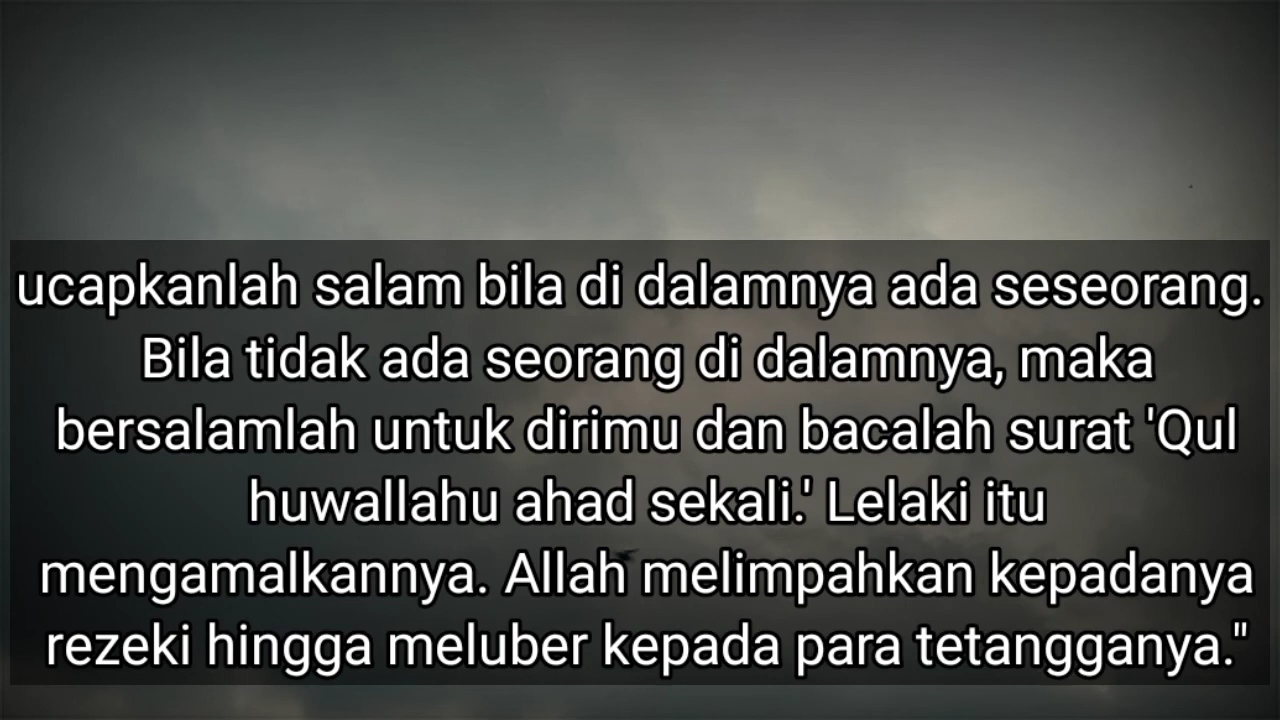 ucapkanlah salam bila di dalamnya ada seseorang.
Bila tidak ada seorang di dalamnya, maka
bersalamlah untuk dirimu dan bacalah surat 'Qul
huwallahu ahad sekali.' Lelaki itu
mengamalkannya. Allah melimpahkan kepadanya
rezeki hingga meluber kepada para tetangganya."